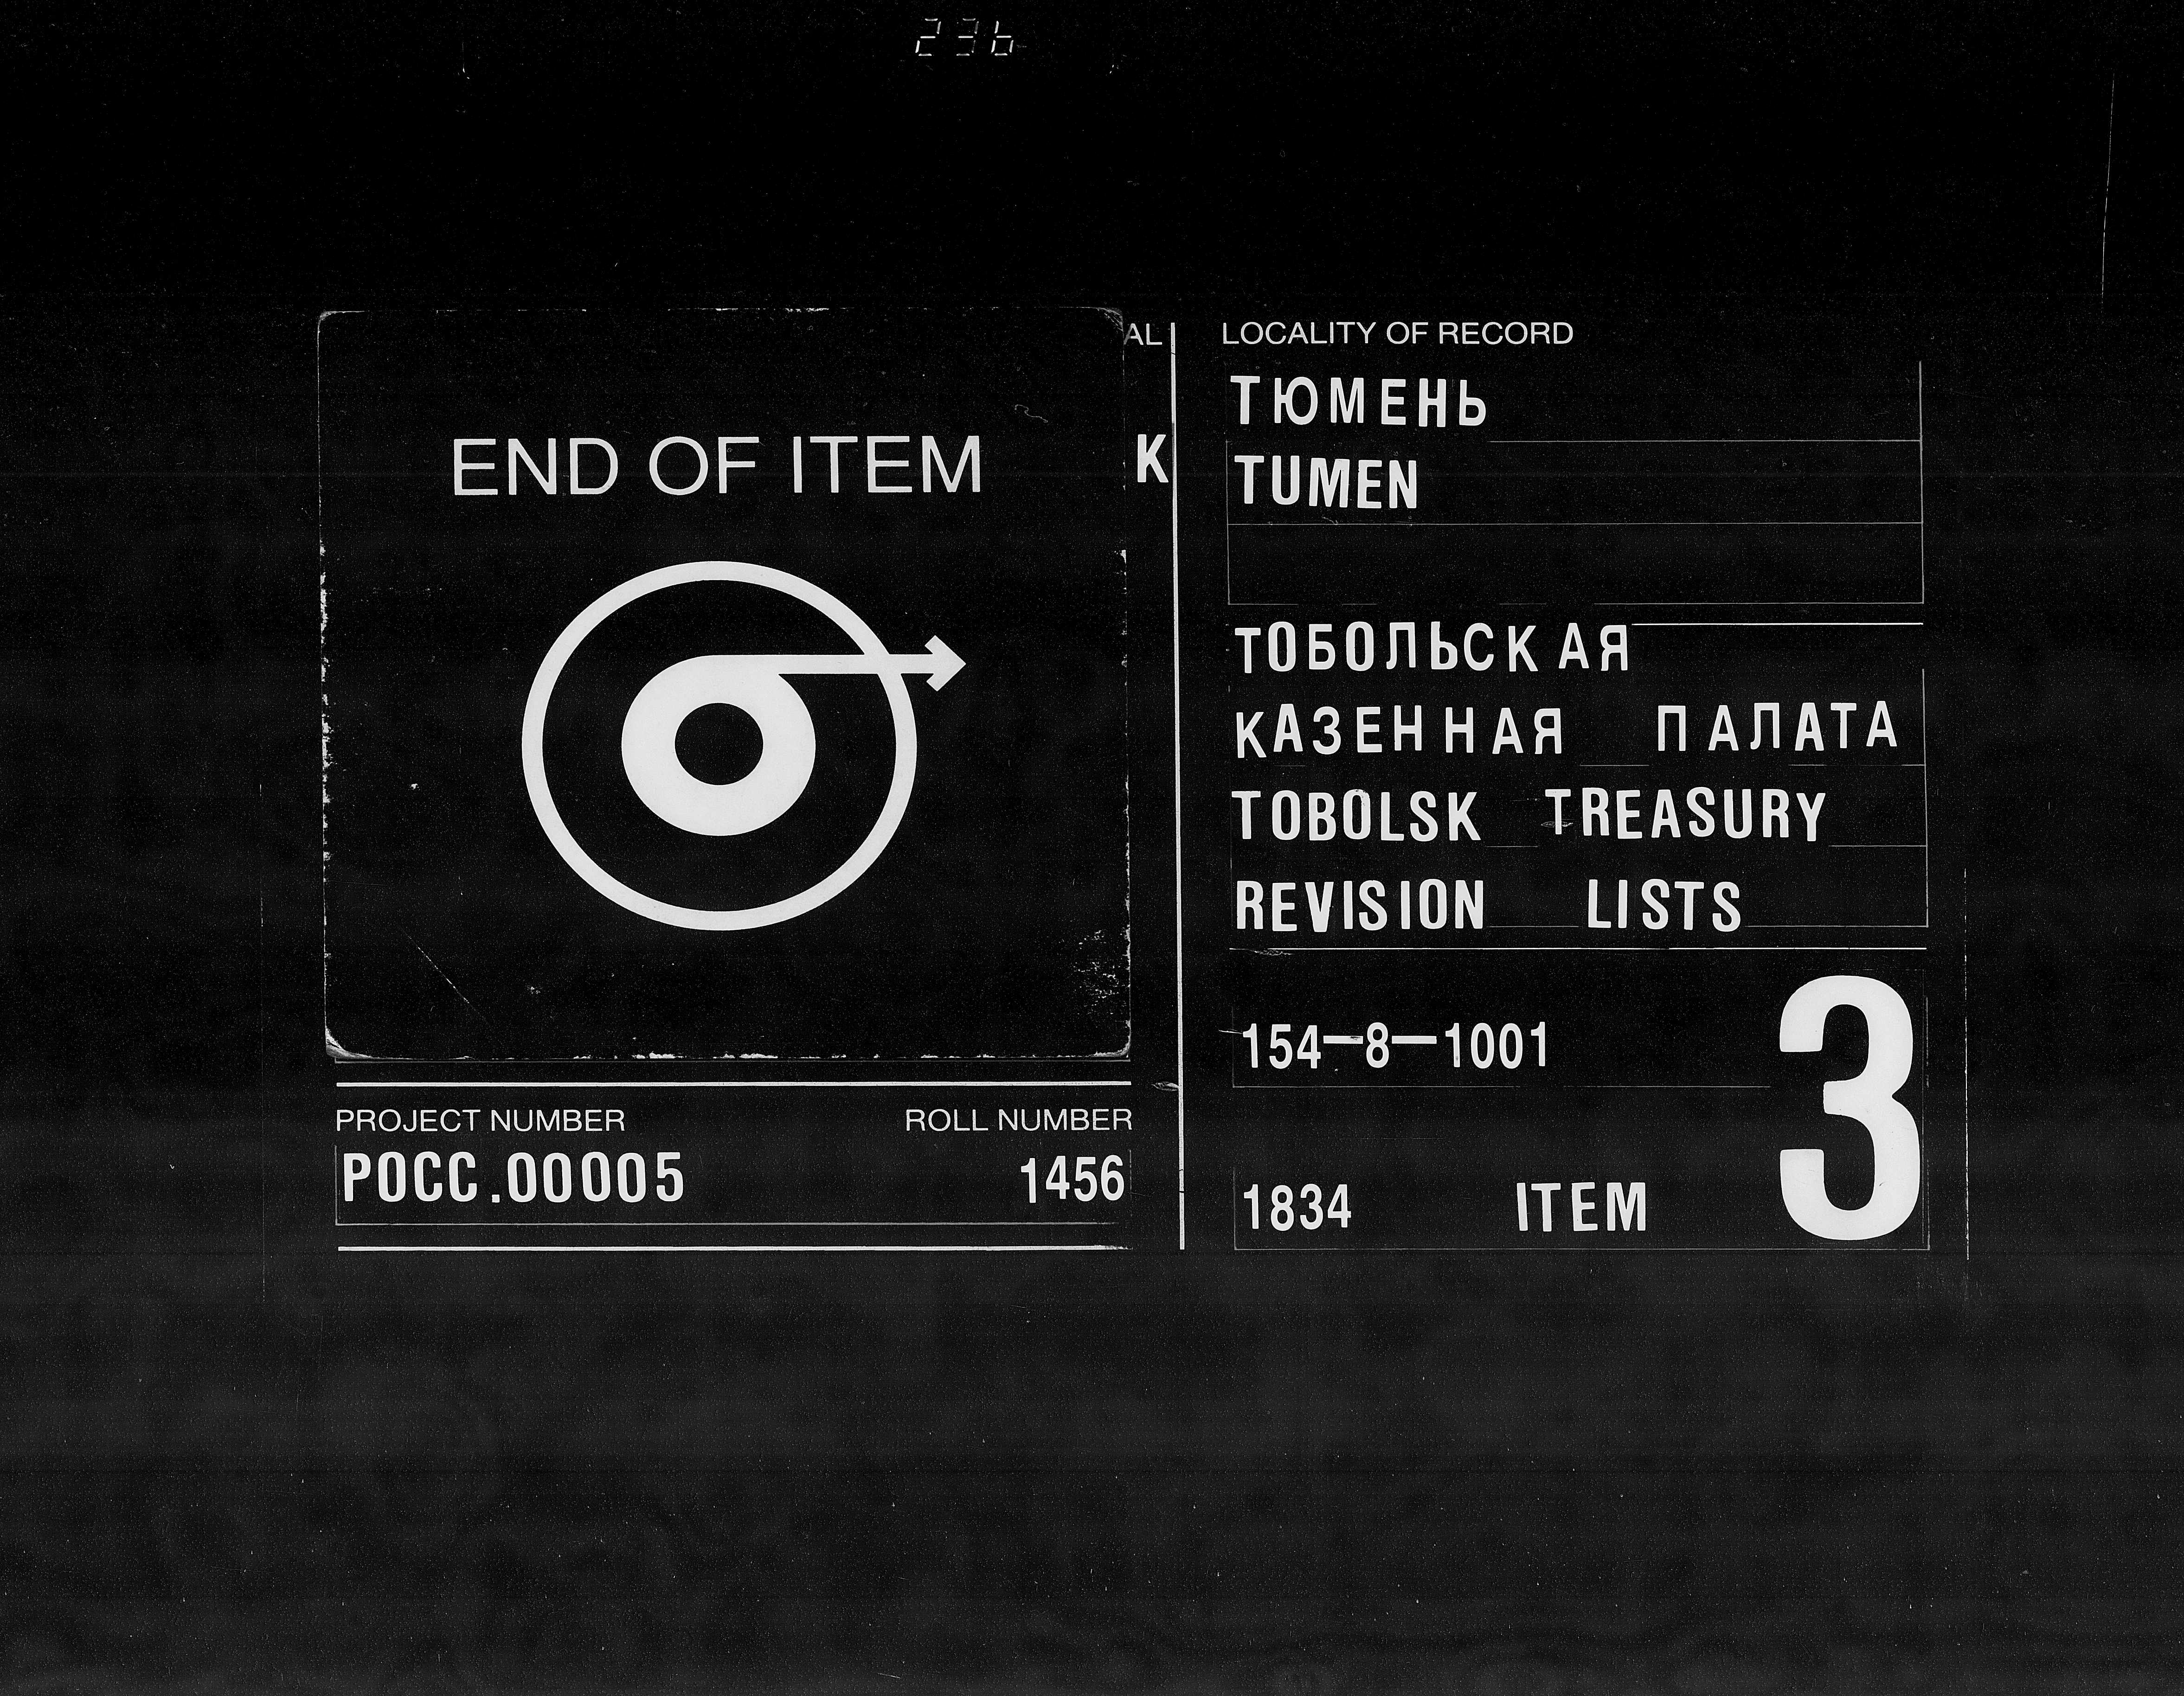 236
END OF ITEM
AL
K
PROJECT NUMBER
ROLL NUMBER
РОСС.00005
1456
LOCALITY OF RECORD
ТЮМЕНЬ
TUMEN
ТОБОЛЬСКАЯ
КАЗЕННАЯ ПАЛАТА
TOBOLSK TREASURY
REVISION LISTS
154-8-1001
1834 ITEM 3